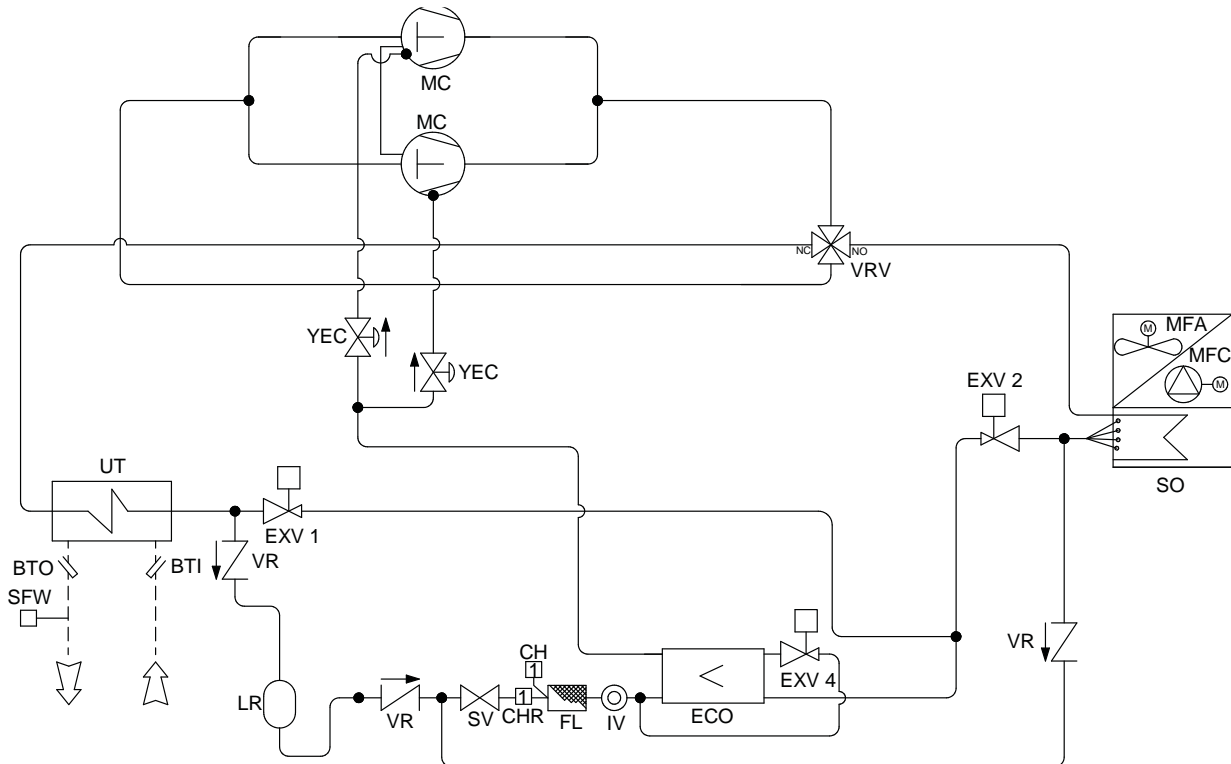 MC
MC
NC
NO
VRV
M
MFA
MFC
M
YEC
YEC
EXV 2
UT
SO
EXV 1
VR
BTO
BTI
SFW
CH
1
EXV 4
VR
LR
VR
SV
1
CHR
FL
IV
ECO